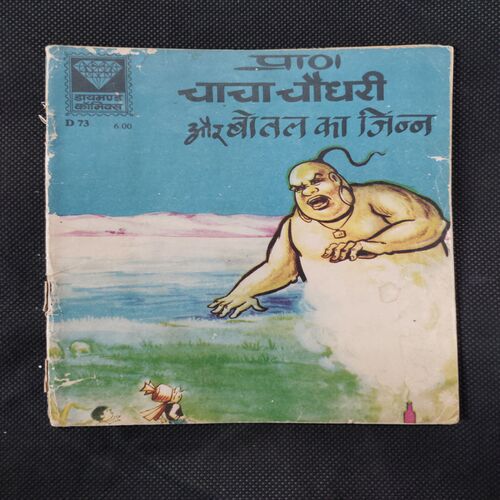 प्राण
चाचा चौधरी
और बोतल का जिन्न
डायमण्ड
कॉमिक्स
D 73 6.00